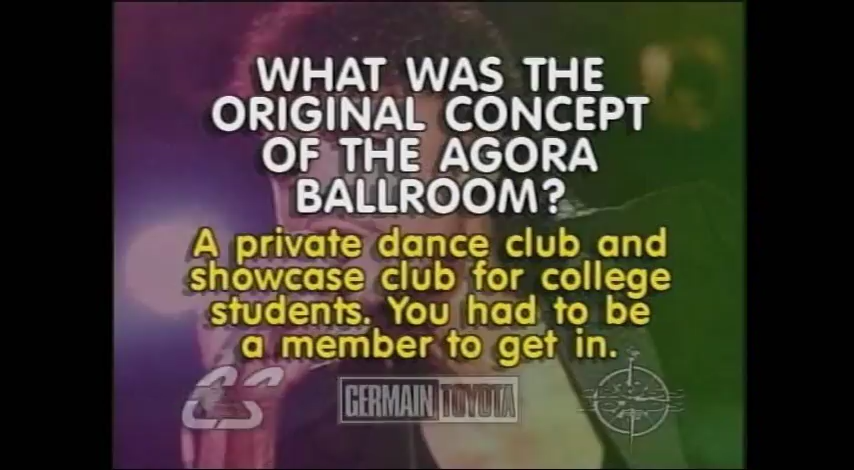 WHAT WAS THE
ORIGINAL CONCEPT
OF THE AGORA
BALLROOM?
A private dance club and
showcase club for college
students. You had to be
a member to get in.
CS
GERMAIN TOYOTA